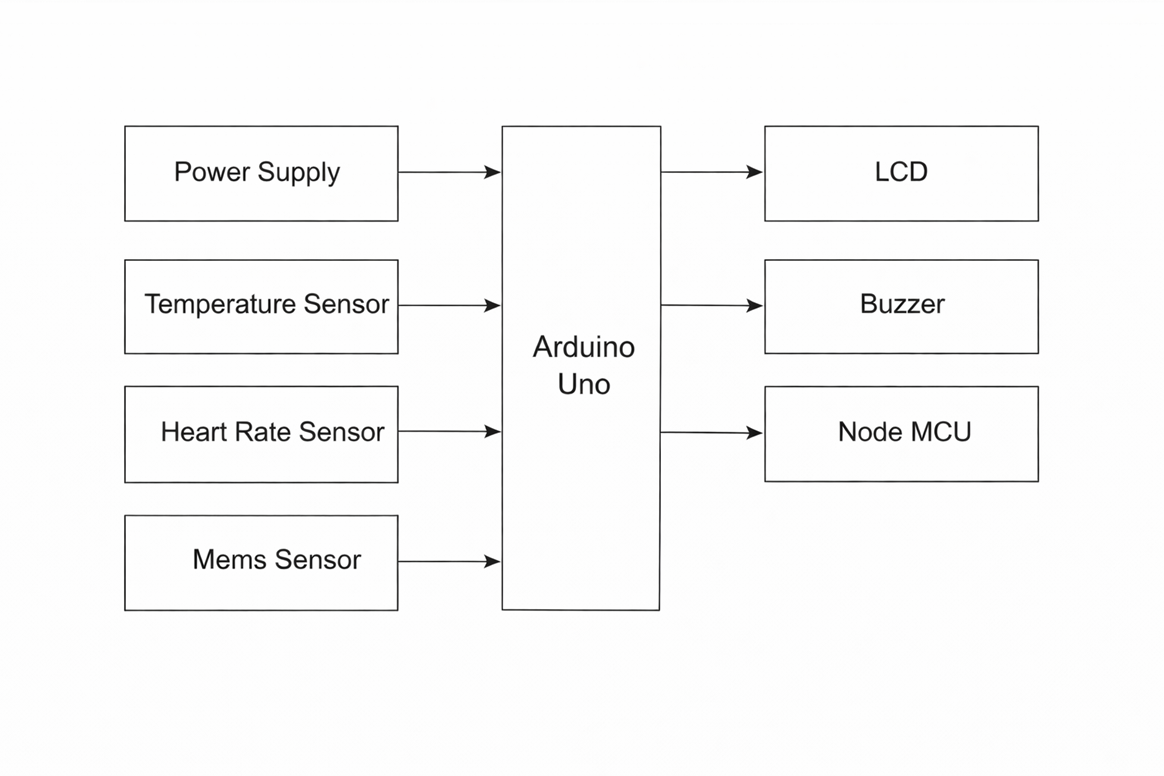 Power Supply
Temperature Sensor
Heart Rate Sensor
Mems Sensor
Arduino
Uno
LCD
Buzzer
Node MCU